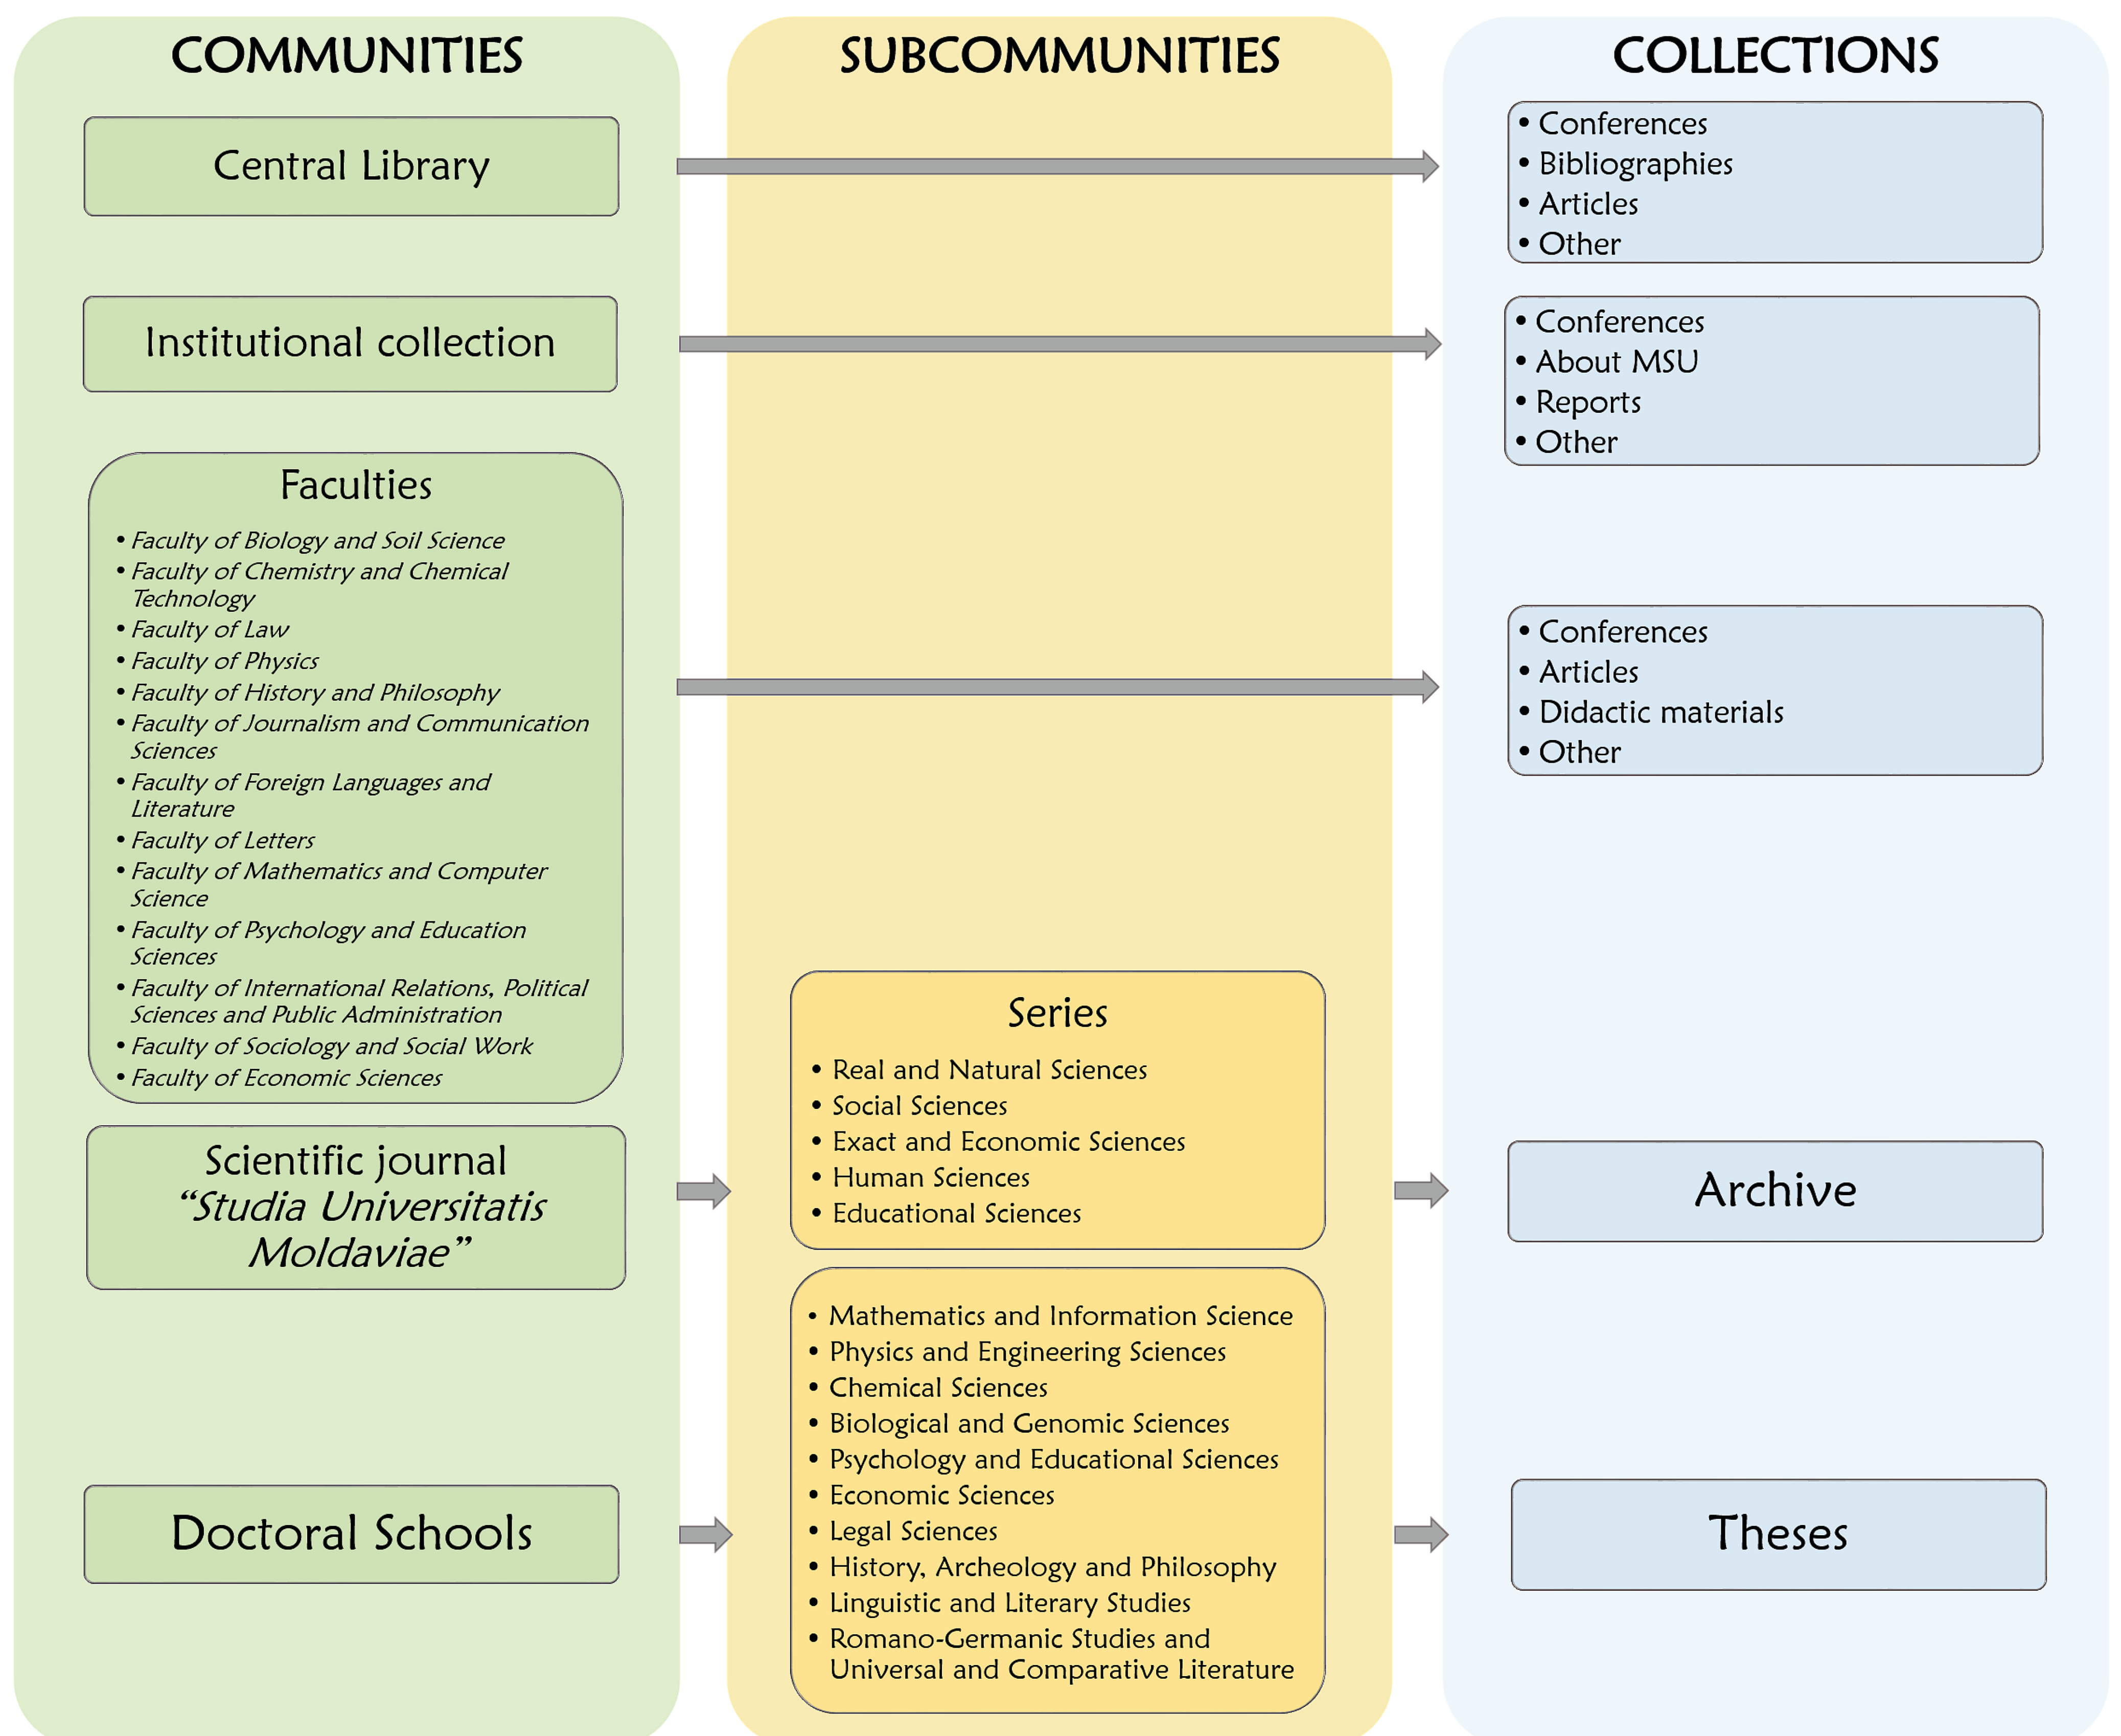 COMMUNITIES
Central Library
Institutional collection
Faculties
• Faculty of Biology and Soil Science
• Faculty of Chemistry and Chemical
Technology
• Faculty of Law
• Faculty of Physics
• Faculty of History and Philosophy
• Faculty of Journalism and Communication
Sciences
• Faculty of Foreign Languages and
Literature
• Faculty of Letters
• Faculty of Mathematics and Computer
Science
• Faculty of Psychology and Education
Sciences
• Faculty of International Relations, Political
Sciences and Public Administration
• Faculty of Sociology and Social Work
• Faculty of Economic Sciences
Scientific journal
“Studia Universitatis
Moldaviae”
Doctoral Schools
SUBCOMMUNITIES
Series
• Real and Natural Sciences
• Social Sciences
• Exact and Economic Sciences
• Human Sciences
• Educational Sciences
• Mathematics and Information Science
• Physics and Engineering Sciences
• Chemical Sciences
• Biological and Genomic Sciences
• Psychology and Educational Sciences
• Economic Sciences
• Legal Sciences
• History, Archeology and Philosophy
• Linguistic and Literary Studies
• Romano-Germanic Studies and
Universal and Comparative Literature
COLLECTIONS
• Conferences
• Bibliographies
• Articles
• Other
• Conferences
• About MSU
• Reports
• Other
• Conferences
• Articles
• Didactic materials
• Other
Archive
Theses